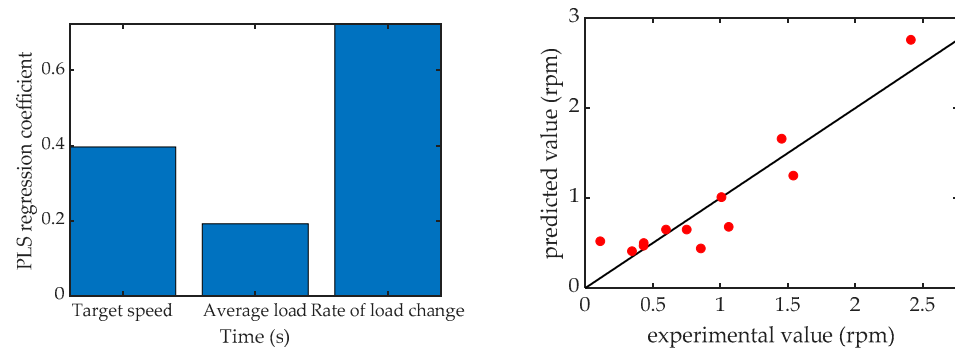 PLS regression coefficient
0.6
0.4
0.2
0
Target speed
Average load
Rate of load change
Time (s)
predicted value (rpm)
3
2
1
0
0
0.5
1
1.5
2
2.5
experimental value (rpm)